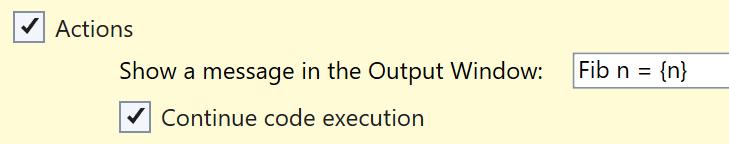 Actions
Show a message in the Output Window: Fib n = {n}
Continue code execution